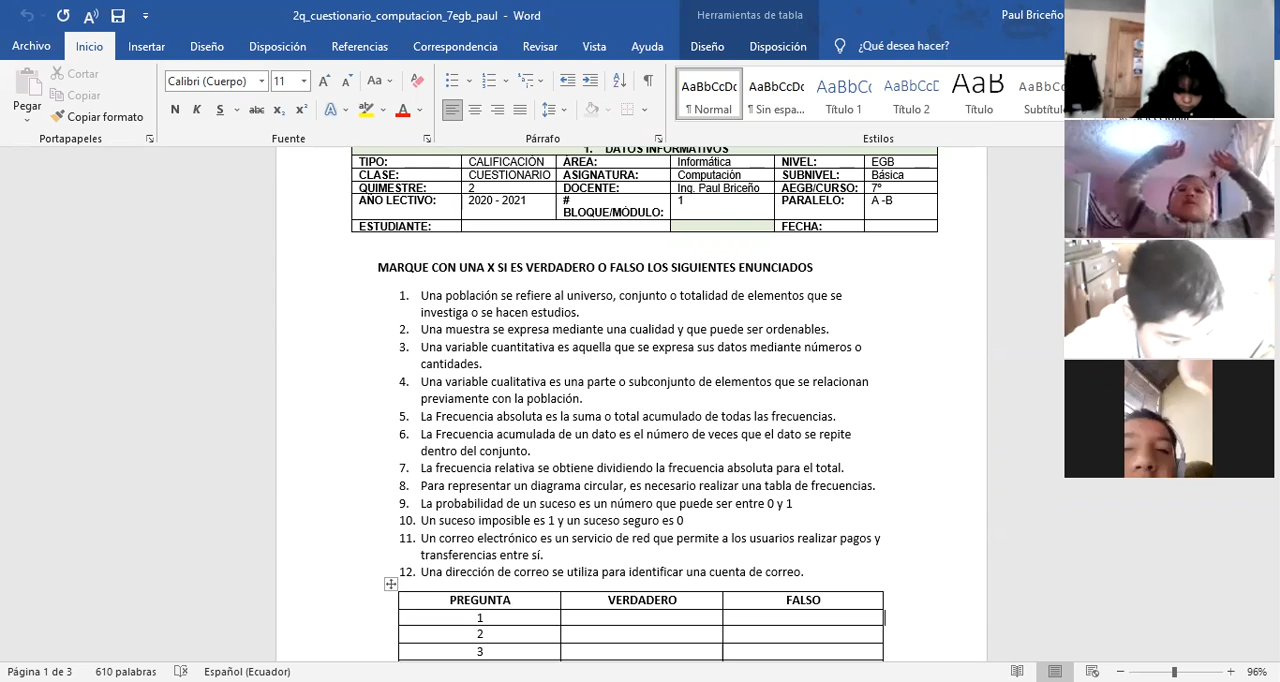 2q_cuestionario_computacion_7egb_paul - Word
Herramientas de tabla
Paul Briceño
Archivo Inicio Insertar Diseño Disposición Referencias Correspondencia Revisar Vista Ayuda Diseño Disposición ¿Qué desea hacer?
Pegar
Cortar
Copiar
Copiar formato
Portapapeles
Calibri (Cuerpo) 11
Aa
N K S abc x₂ x² A A
Fuente
Párrafo
AaBbCcDc AaBbCcDc AaBbC AaBbCcD AaB AaBbC
¶ Normal ¶ Sin espa... Título 1 Título 2 Título Subtítu
Estilos
1. DATOS INFORMATIVOS
TIPO: CALIFICACIÓN ÁREA: Informática NIVEL: EGB
CLASE: CUESTIONARIO ASIGNATURA: Computación SUBNIVEL: Básica
QUIMESTRE: 2 DOCENTE: Ing. Paul Briceño AEGB/CURSO: 7º
AÑO LECTIVO: 2020 - 2021 # BLOQUE/MÓDULO: 1 PARALELO: A -B
ESTUDIANTE: FECHA:
MARQUE CON UNA X SI ES VERDADERO O FALSO LOS SIGUIENTES ENUNCIADOS
1. Una población se refiere al universo, conjunto o totalidad de elementos que se
investiga o se hacen estudios.
2. Una muestra se expresa mediante una cualidad y que puede ser ordenables.
3. Una variable cuantitativa es aquella que se expresa sus datos mediante números o
cantidades.
4. Una variable cualitativa es una parte o subconjunto de elementos que se relacionan
previamente con la población.
5. La Frecuencia absoluta es la suma o total acumulado de todas las frecuencias.
6. La Frecuencia acumulada de un dato es el número de veces que el dato se repite
dentro del conjunto.
7. La frecuencia relativa se obtiene dividiendo la frecuencia absoluta para el total.
8. Para representar un diagrama circular, es necesario realizar una tabla de frecuencias.
9. La probabilidad de un suceso es un número que puede ser entre 0 y 1
10. Un suceso imposible es 1 y un suceso seguro es 0
11. Un correo electrónico es un servicio de red que permite a los usuarios realizar pagos y
transferencias entre sí.
12. Una dirección de correo se utiliza para identificar una cuenta de correo.
PREGUNTA VERDADERO FALSO
1
2
3
Página 1 de 3 610 palabras Español (Ecuador) 96%